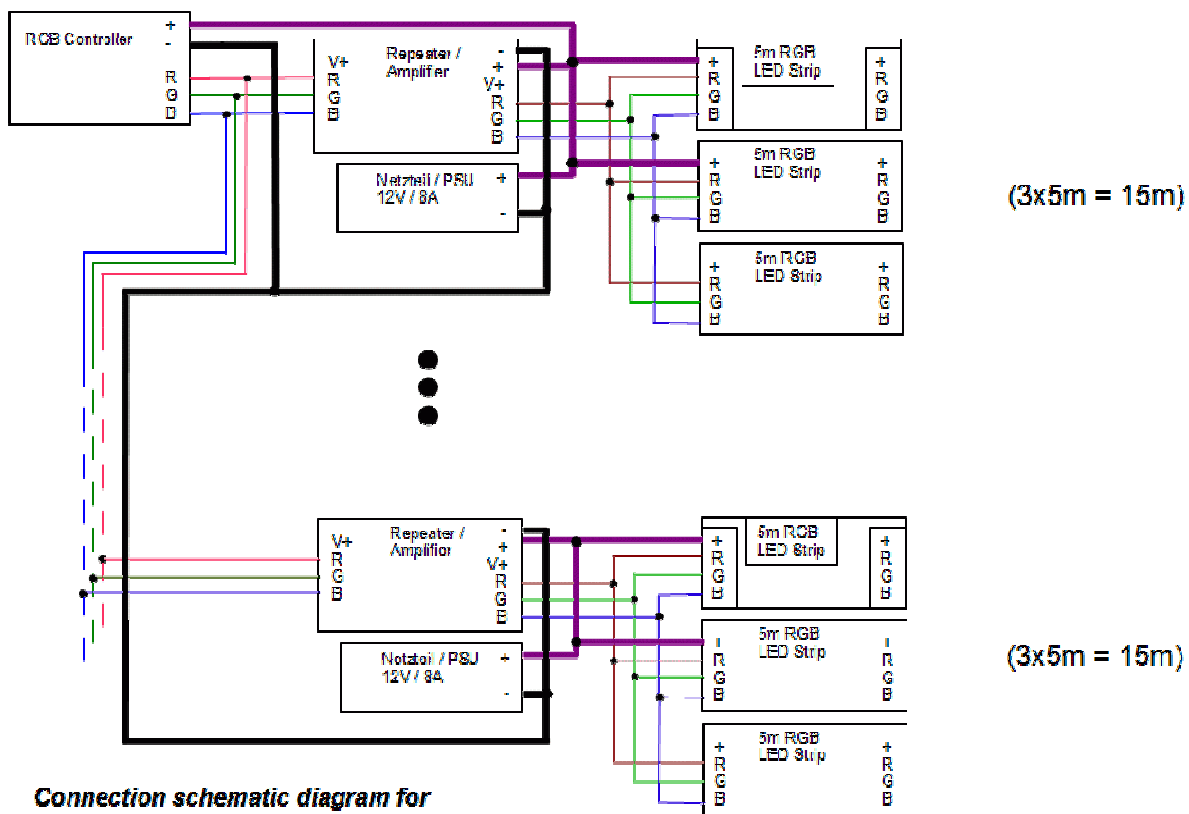 RGB Controller
+
-
R
G
B
V+
R
G
B
Repeater /
Amplifier
-
+
V+
R
G
B
Netzteil / PSU
12V / 8A
+
-
+
R
G
B
5m RGB
LED Strip
+
R
G
B
+
R
G
B
5m RGB
LED Strip
+
R
G
B
(3x5m = 15m)
+
R
G
B
5m RGB
LED Strip
+
R
G
B
V+
R
G
B
Repeater /
Amplifier
-
+
V+
R
G
B
Netzteil / PSU
12V / 8A
+
-
+
R
G
B
5m RGB
LED Strip
+
R
G
B
+
R
G
B
5m RGB
LED Strip
+
R
G
B
(3x5m = 15m)
+
R
G
B
5m RGB
LED Strip
+
R
G
B
Connection schematic diagram for